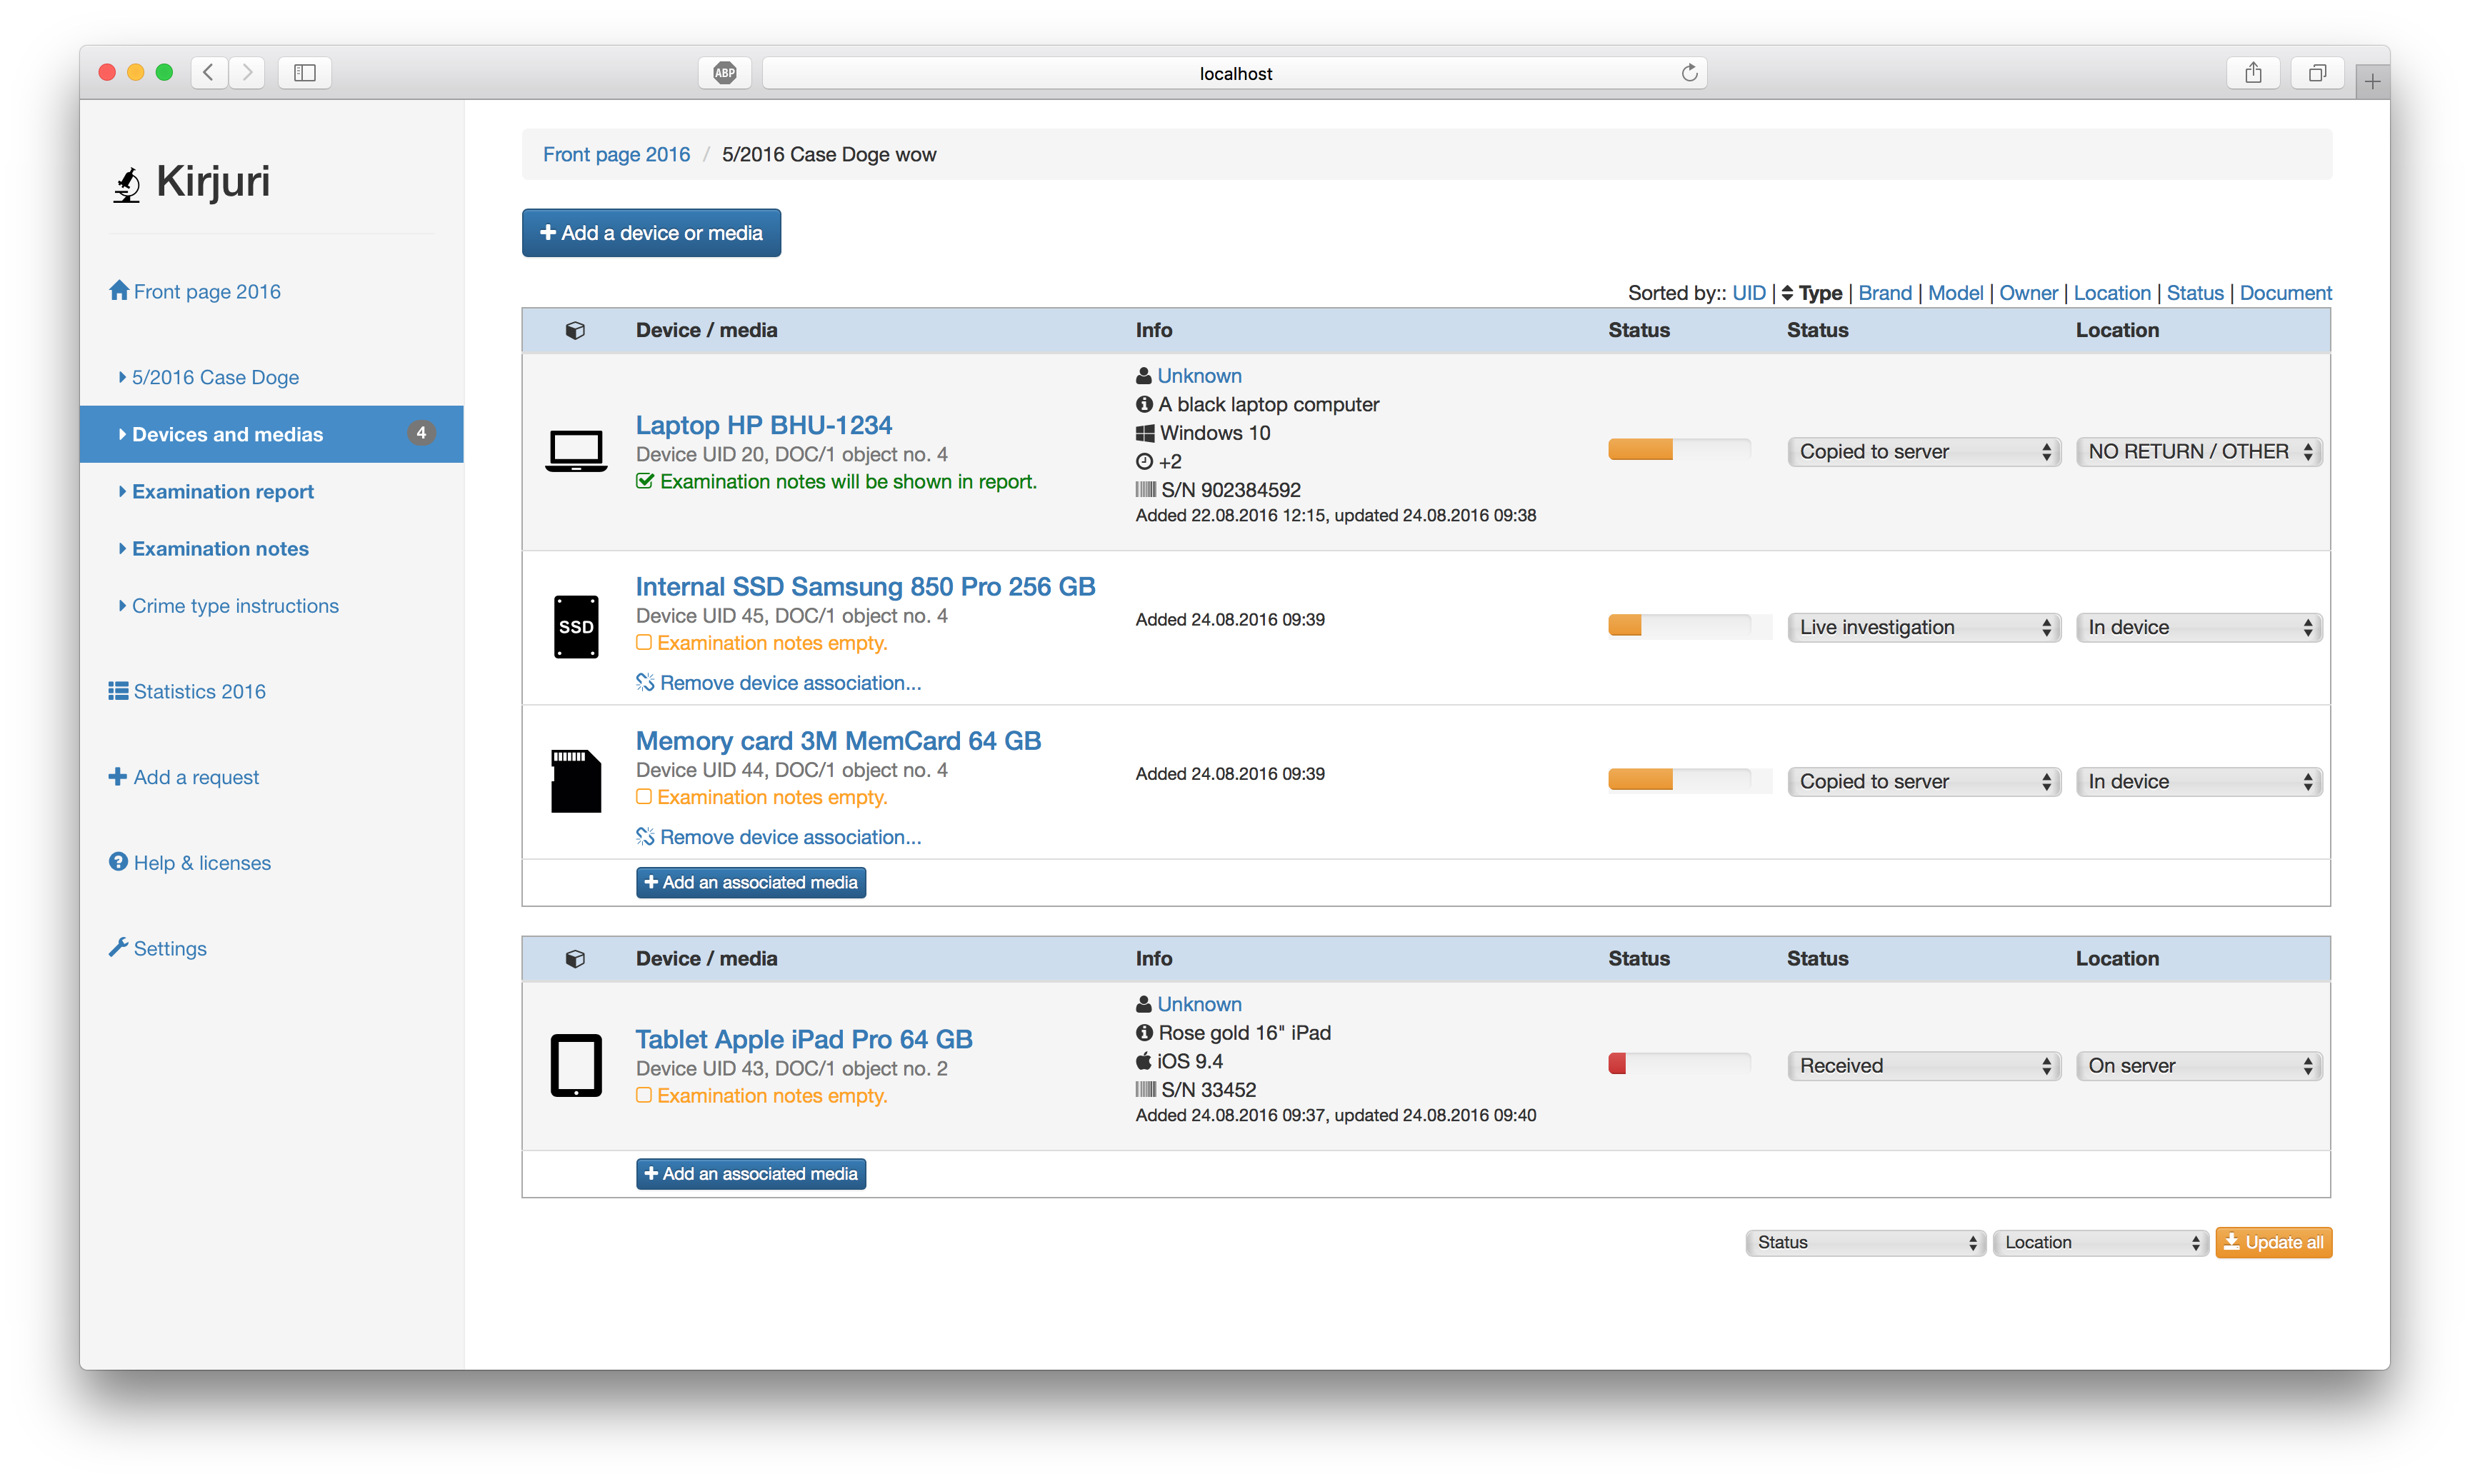 ABP
localhost
Kirjuri
Front page 2016
5/2016 Case Doge
Devices and medias 4
Examination report
Examination notes
Crime type instructions
Statistics 2016
Add a request
Help & licenses
Settings
Front page 2016 / 5/2016 Case Doge wow
Add a device or media
Sorted by:: UID | Type | Brand | Model | Owner | Location | Status | Document
Device / media Info Status Status Location
Laptop HP BHU-1234
Device UID 20, DOC/1 object no. 4
Examination notes will be shown in report.
Unknown
A black laptop computer
Windows 10
+2
S/N 902384592
Added 22.08.2016 12:15, updated 24.08.2016 09:38
Copied to server
NO RETURN / OTHER
SSD
Internal SSD Samsung 850 Pro 256 GB
Device UID 45, DOC/1 object no. 4
Examination notes empty.
Remove device association...
Added 24.08.2016 09:39
Live investigation
In device
Memory card 3M MemCard 64 GB
Device UID 44, DOC/1 object no. 4
Examination notes empty.
Remove device association...
Added 24.08.2016 09:39
Copied to server
In device
Add an associated media
Device / media Info Status Status Location
Tablet Apple iPad Pro 64 GB
Device UID 43, DOC/1 object no. 2
Examination notes empty.
Unknown
Rose gold 16" iPad
iOS 9.4
S/N 33452
Added 24.08.2016 09:37, updated 24.08.2016 09:40
Received
On server
Add an associated media
Status Location Update all